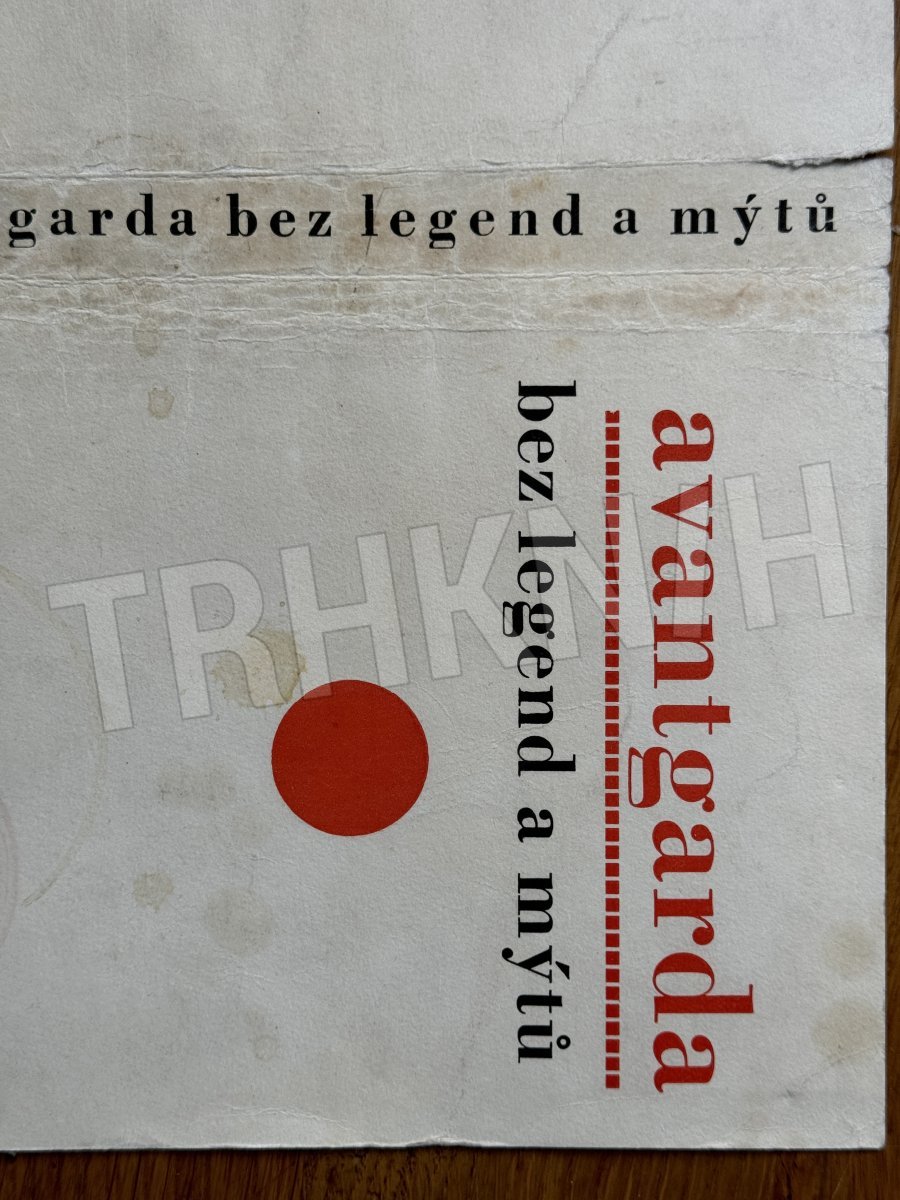 garda bez legend a mýtů
avantgarda
bez legend a mýtů
TRHKNIH